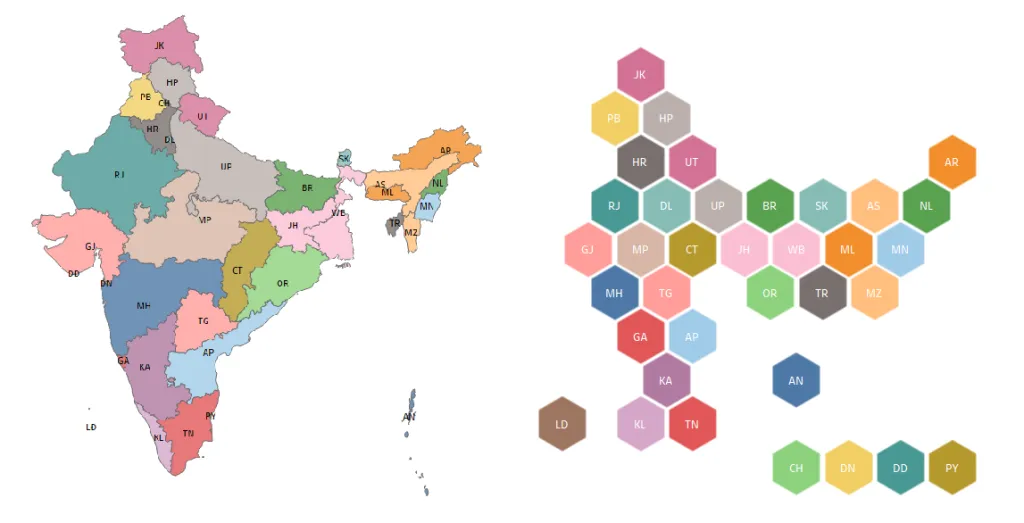 JK
HP
PB
CH
UT
HR
DL
RJ
UP
SK
AR
AS
ML
NL
BR
MP
WB
MN
TR
MZ
JH
GJ
DD
DN
CT
OR
MH
TG
AP
GA
KA
PY
AN
LD
KL
TN
JK
PB HP
HR UT AR
RJ DL UP BR SK AS NL
GJ MP CT JH WB ML MN
MH TG OR TR MZ
GA AP
KA AN
LD KL TN
CH DN DD PY